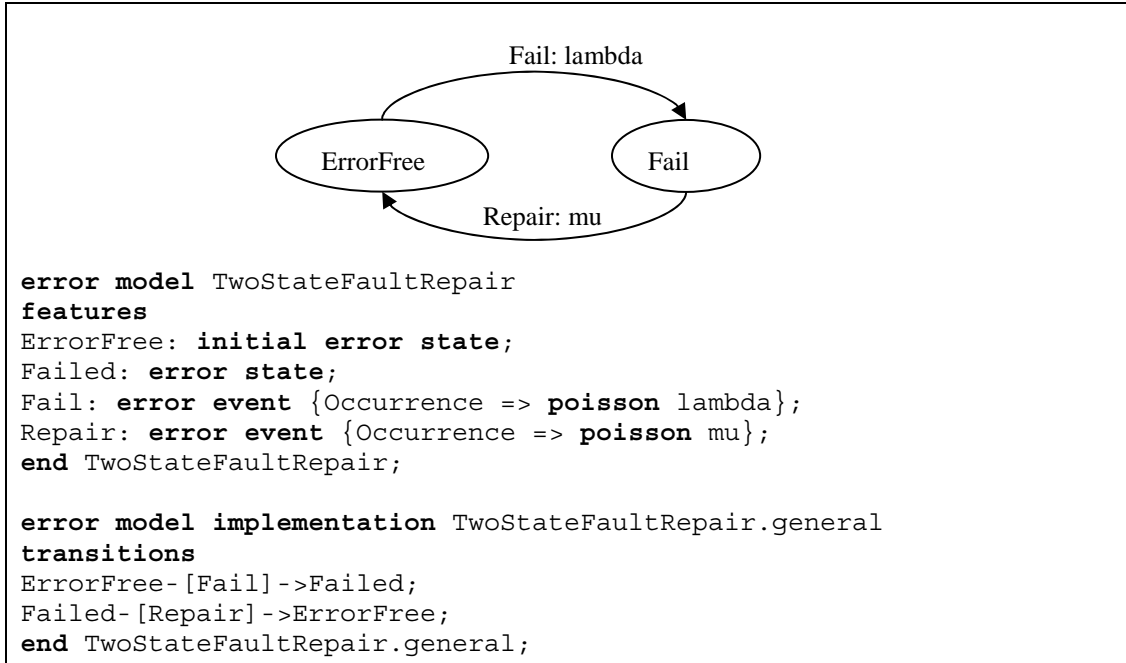 Fail: lambda
ErrorFree
Fail
Repair: mu
error model TwoStateFaultRepair
features
ErrorFree: initial error state;
Failed: error state;
Fail: error event {Occurrence => poisson lambda};
Repair: error event {Occurrence => poisson mu};
end TwoStateFaultRepair;
error model implementation TwoStateFaultRepair.general
transitions
ErrorFree-[Fail]->Failed;
Failed-[Repair]->ErrorFree;
end TwoStateFaultRepair.general;